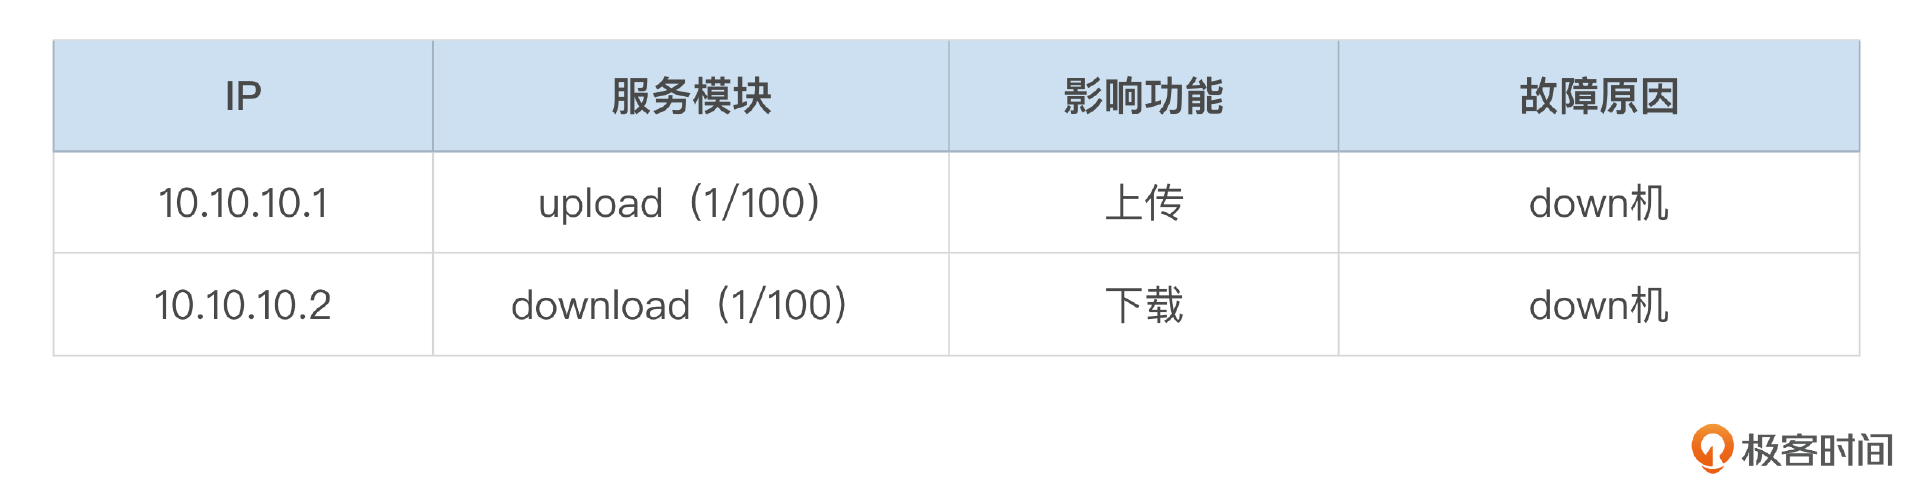 IP 服务模块 影响功能 故障原因
10.10.10.1 upload（1/100） 上传 down机
10.10.10.2 download（1/100） 下载 down机
极客时间